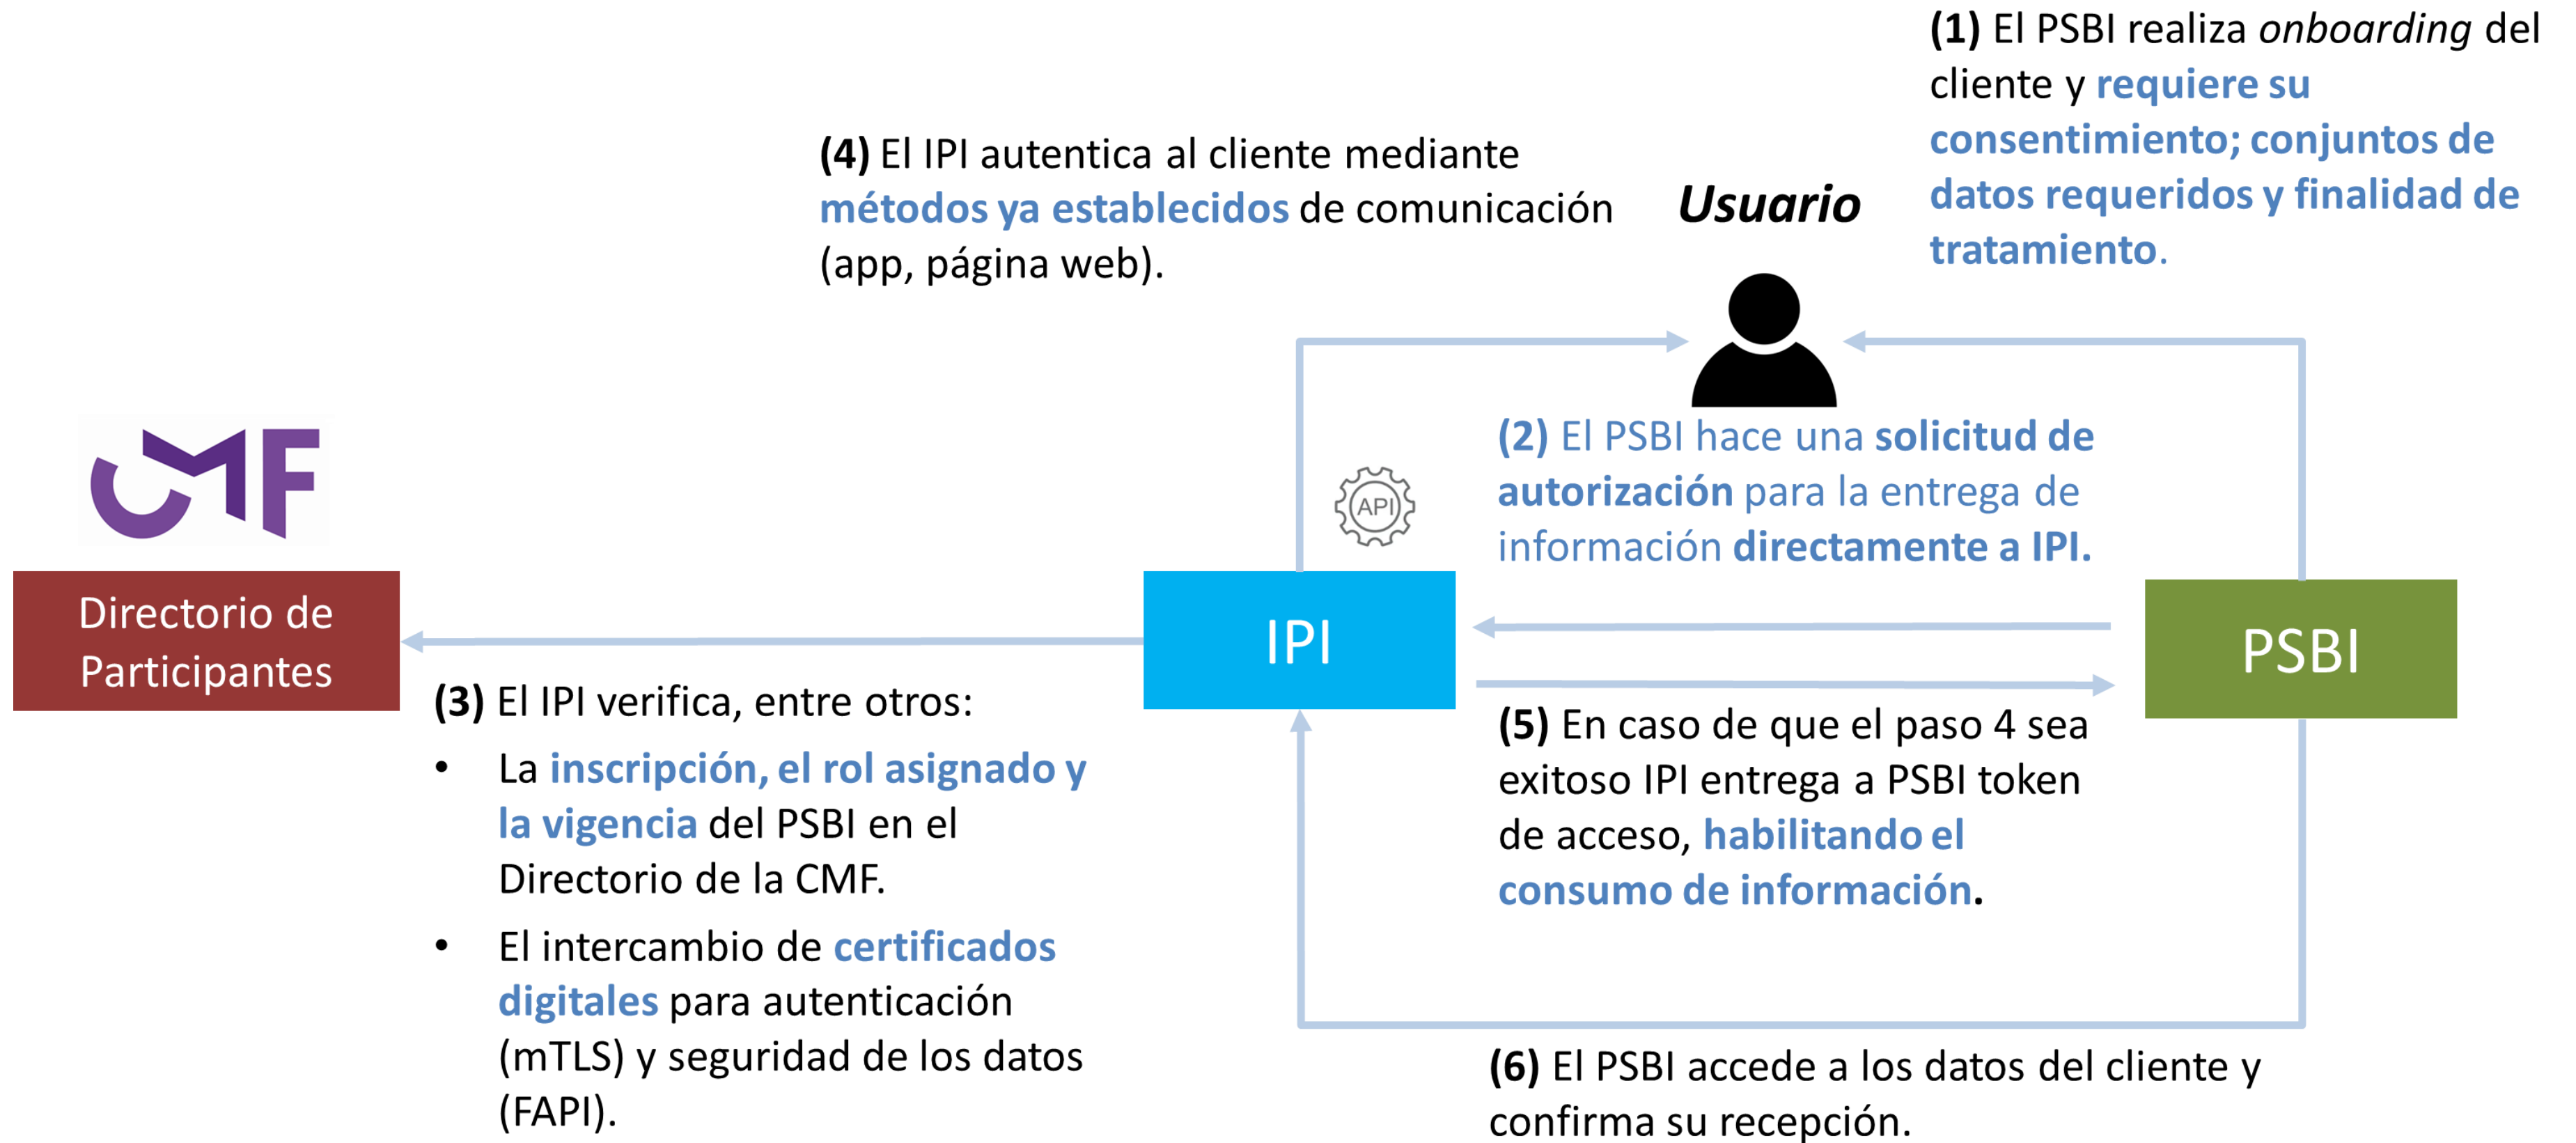 (1) El PSBI realiza onboarding del
cliente y requiere su
consentimiento; conjuntos de
datos requeridos y finalidad de
tratamiento.
(4) El IPI autentica al cliente mediante
métodos ya establecidos de comunicación
(app, página web).
Usuario
(2) El PSBI hace una solicitud de
autorización para la entrega de
información directamente a IPI.
API
CMF
Directorio de
Participantes
IPI
PSBI
(3) El IPI verifica, entre otros:
• La inscripción, el rol asignado y
la vigencia del PSBI en el
Directorio de la CMF.
• El intercambio de certificados
digitales para autenticación
(mTLS) y seguridad de los datos
(FAPI).
(5) En caso de que el paso 4 sea
exitoso IPI entrega a PSBI token
de acceso, habilitando el
consumo de información.
(6) El PSBI accede a los datos del cliente y
confirma su recepción.